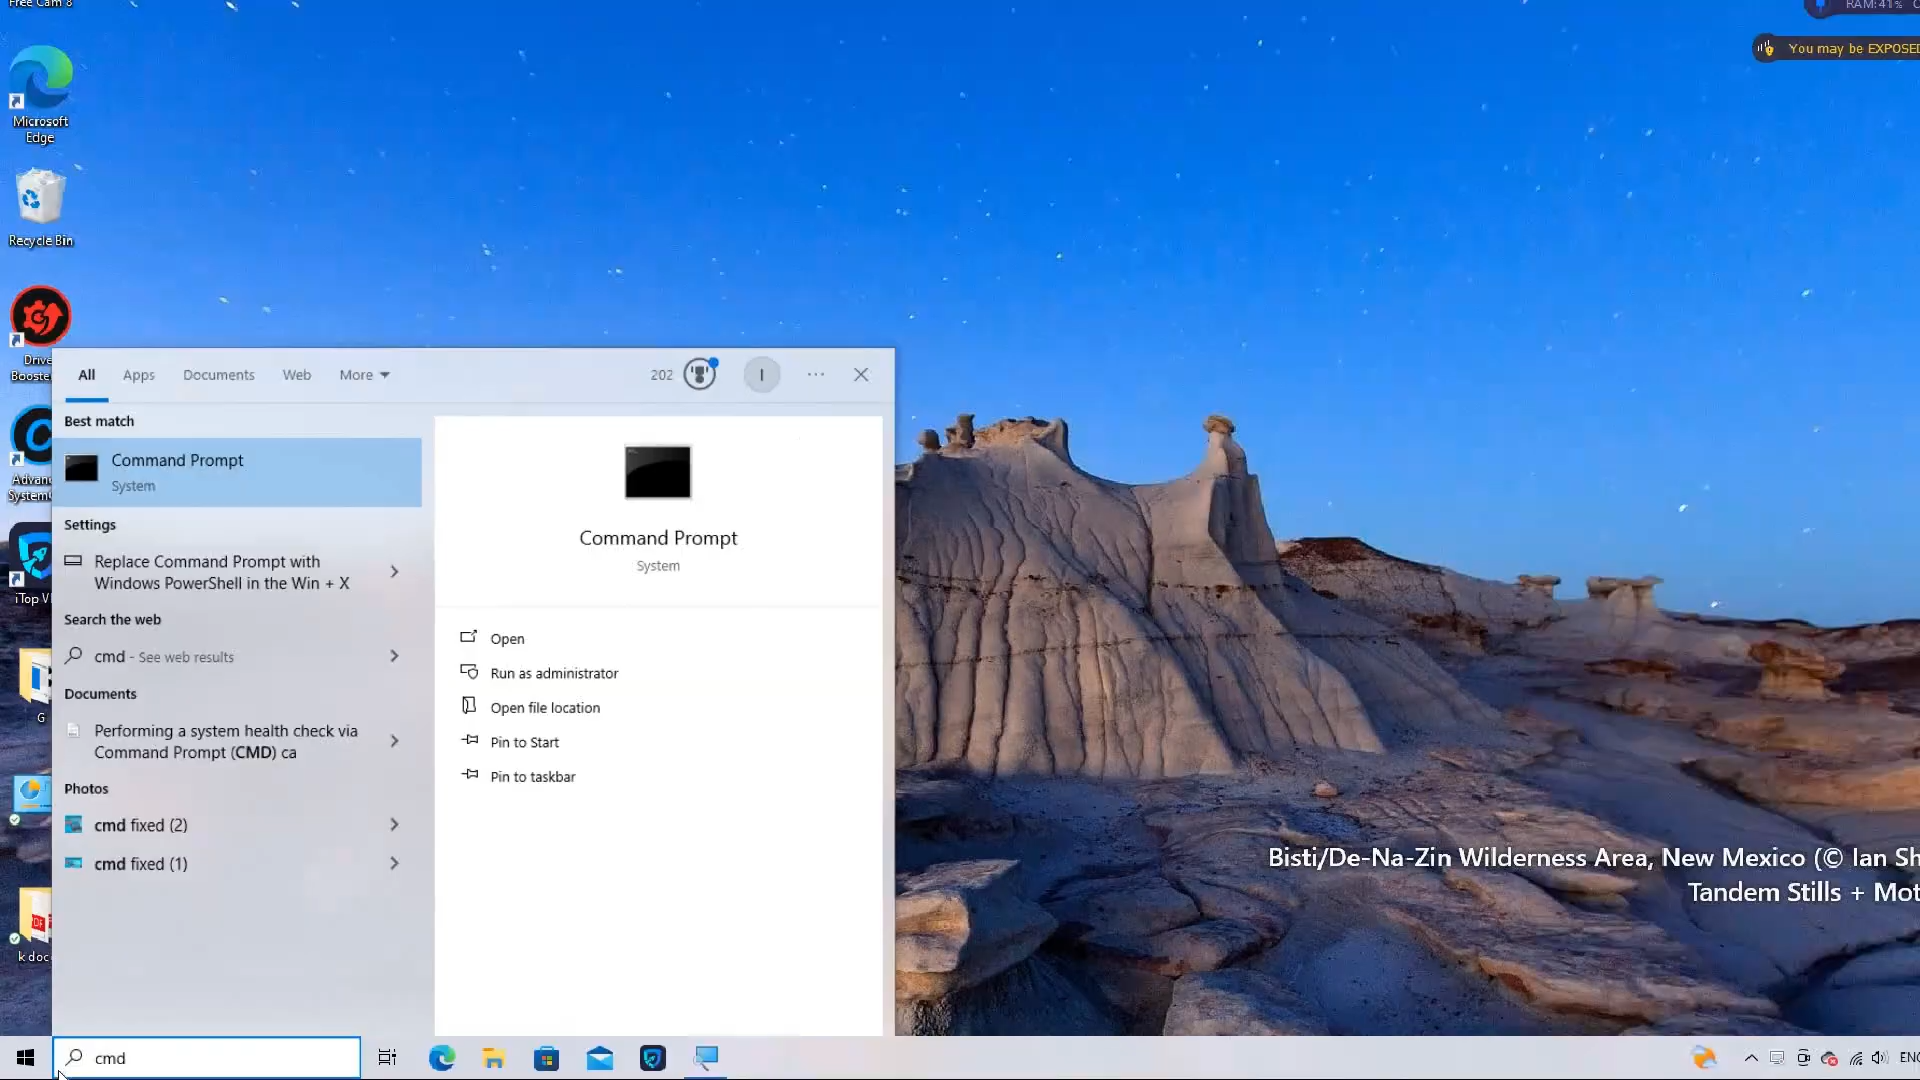 Free Cam 8
RAM: 41%
You may be EXPOSED
Microsoft
Edge
Recycle Bin
Drive
Booste
Advan
System
iTop V
G
k doc
All
Apps
Documents
Web
More
202
I
Best match
Command Prompt
System
Settings
Replace Command Prompt with
Windows PowerShell in the Win + X
Search the web
cmd - See web results
Documents
Performing a system health check via
Command Prompt (CMD) ca
Photos
cmd fixed (2)
cmd fixed (1)
Command Prompt
System
Open
Run as administrator
Open file location
Pin to Start
Pin to taskbar
Bisti/De-Na-Zin Wilderness Area, New Mexico (© Ian Sh
Tandem Stills + Mot
cmd
ENG